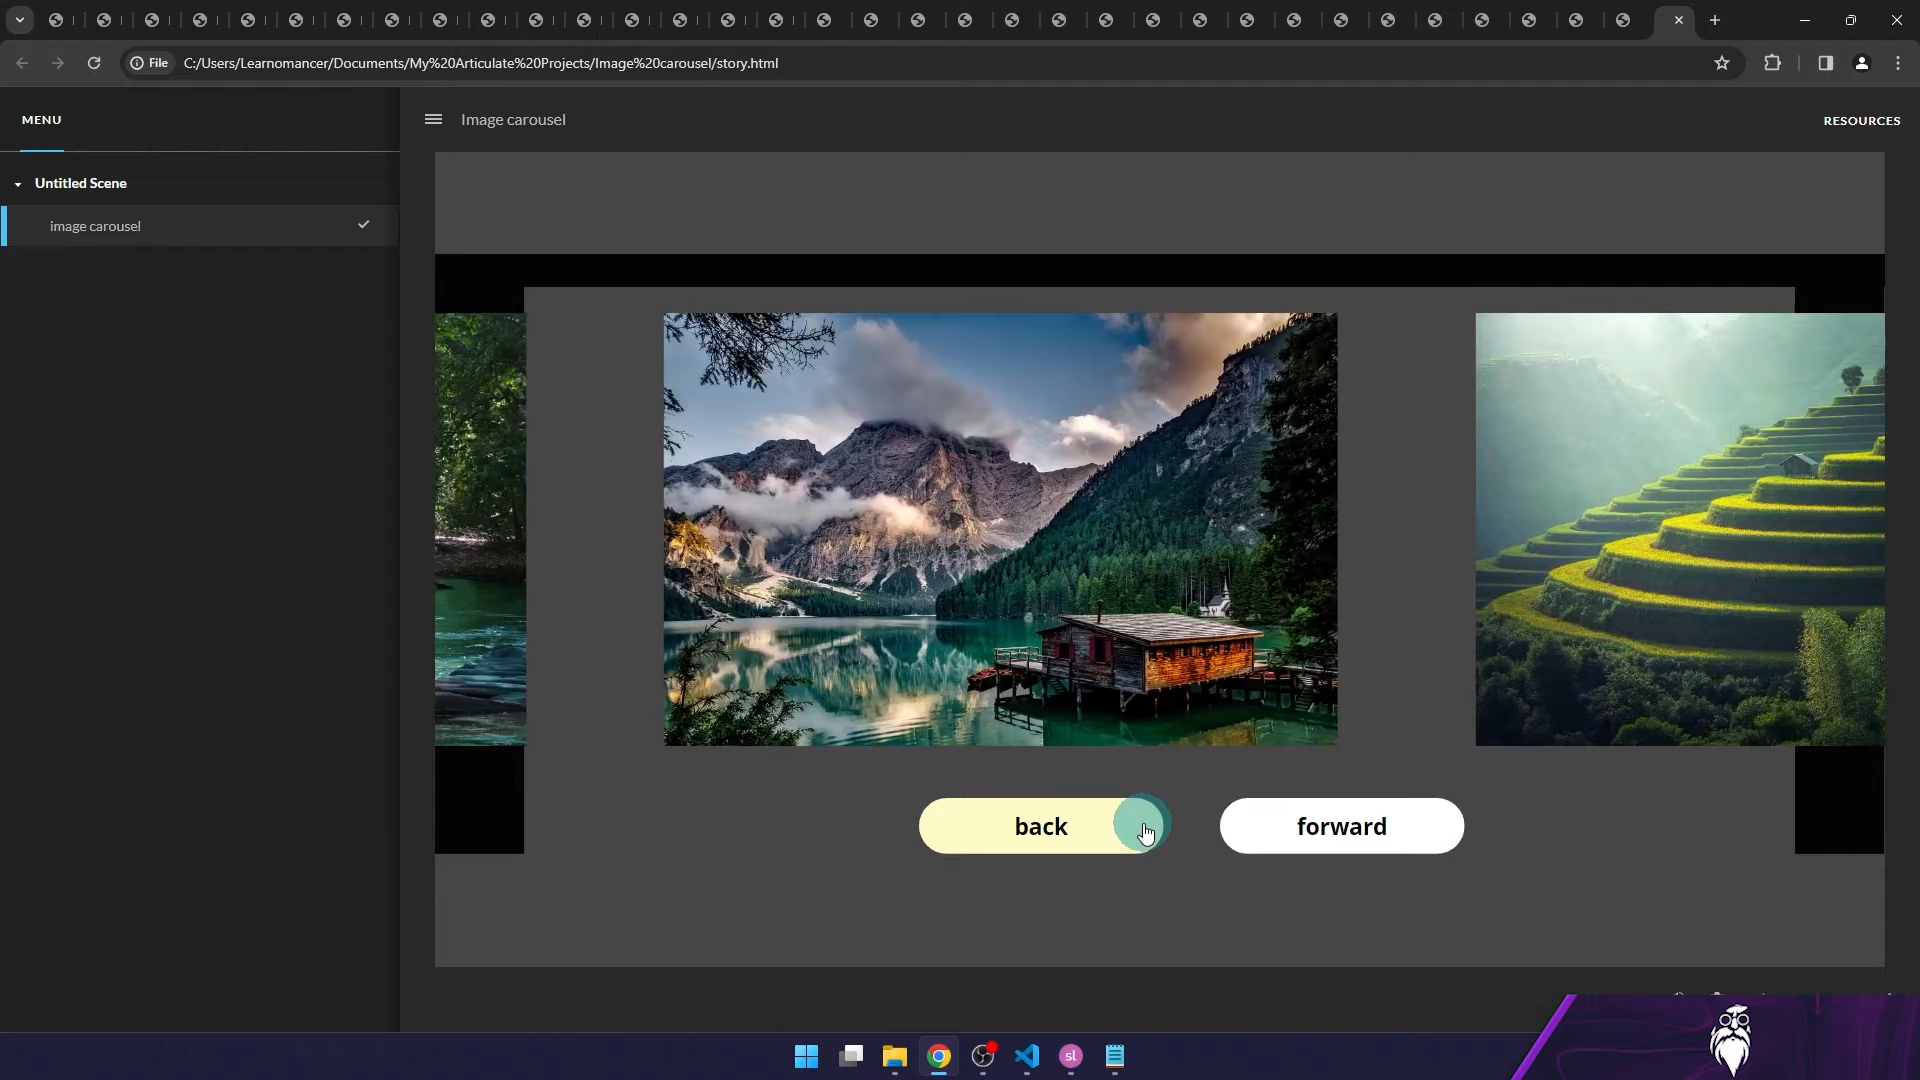 File C:/Users/Learnomancer/Documents/My%20Articulate%20Projects/Image%20carousel/story.html
MENU
Image carousel
RESOURCES
Untitled Scene
image carousel
back
forward
sl